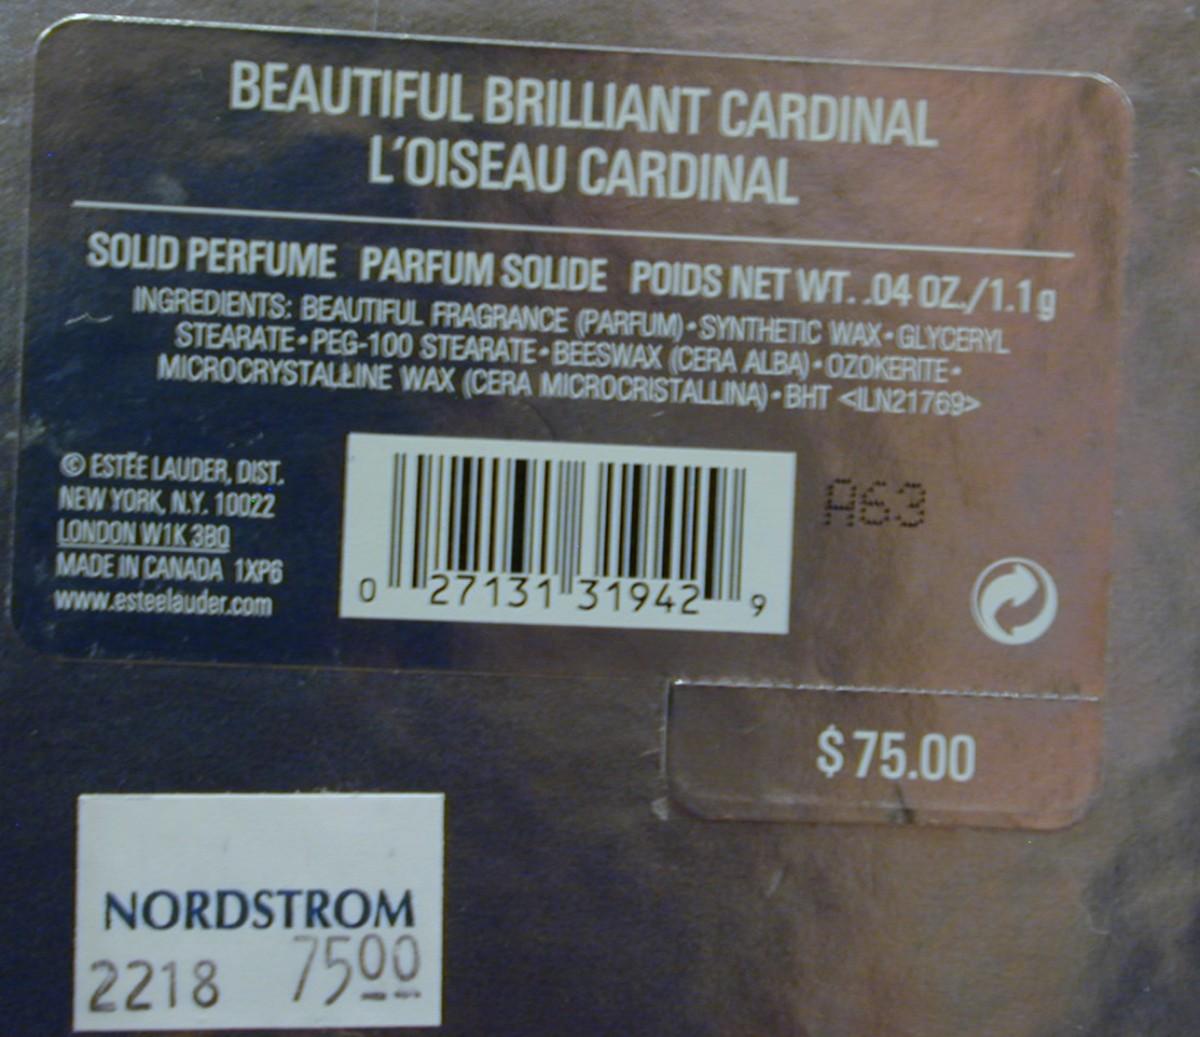 BEAUTIFUL BRILLIANT CARDINAL
L'OISEAU CARDINAL
SOLID PERFUME PARFUM SOLIDE POIDS NET WT. .04 OZ./1.1g
INGREDIENTS: BEAUTIFUL FRAGRANCE (PARFUM)•SYNTHETIC WAX•GLYCERYL
STEARATE•PEG-100 STEARATE•BEESWAX (CERA ALBA)•OZOKERITE•
MICROCRYSTALLINE WAX (CERA MICROCRISTALLINA)•BHT <ILN21769>
© ESTĒE LAUDER, DIST.
NEW YORK, N.Y. 10022
LONDON W1K 3BQ
MADE IN CANADA 1XP6
www.esteelauder.com
0 27131 31942 9
A63
$75.00
NORDSTROM
2218 7500